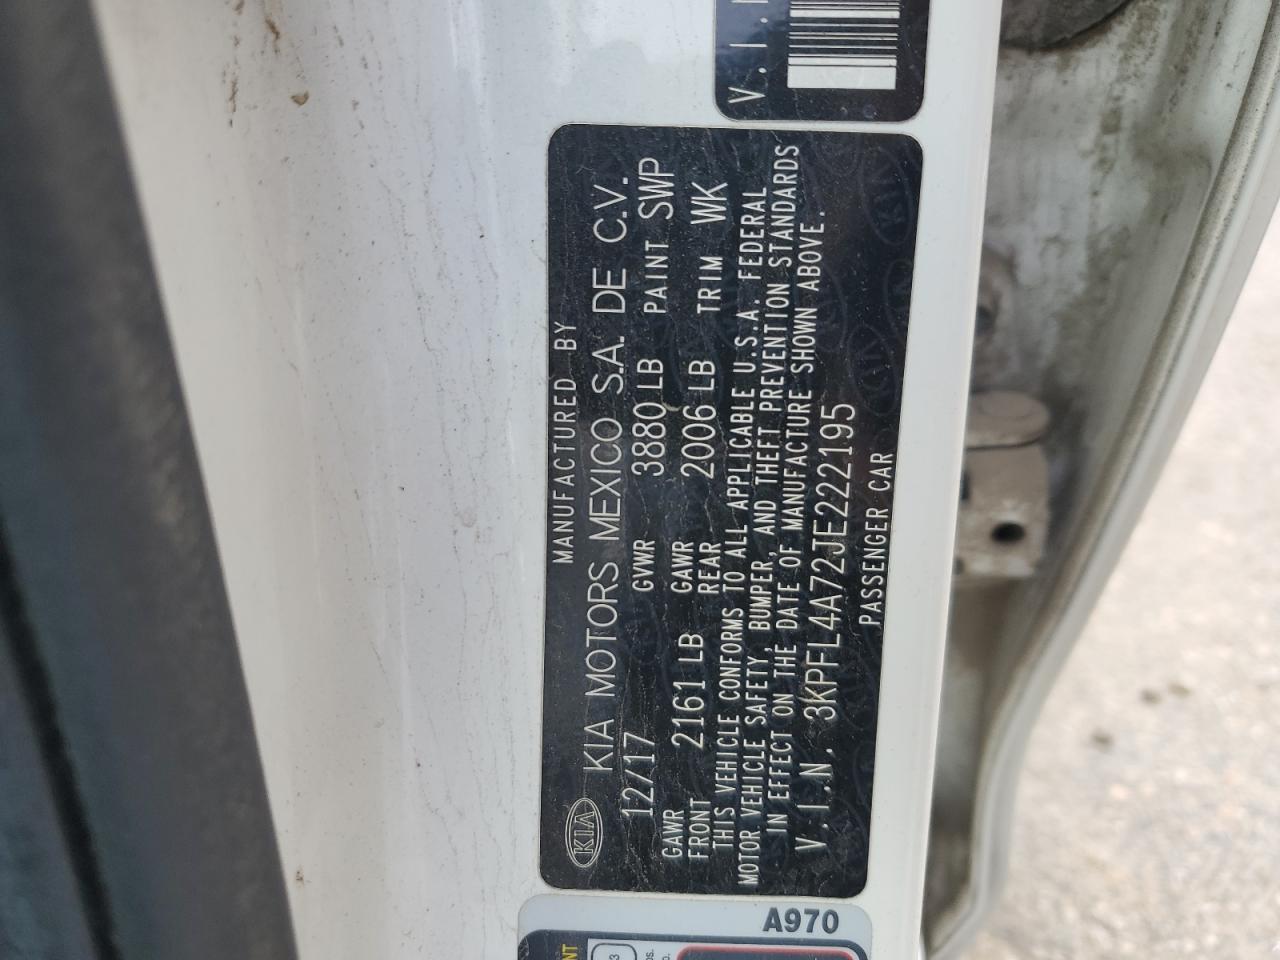 V.I.
MANUFACTURED BY
KIA KIA MOTORS MEXICO S.A. DE C.V.
12/17 GVWR 3880 LB PAINT SWP
GAWR FRONT 2161 LB GAWR REAR 2006 LB TRIM WK
THIS VEHICLE CONFORMS TO ALL APPLICABLE U.S.A. FEDERAL
MOTOR VEHICLE SAFETY, BUMPER, AND THEFT PREVENTION STANDARDS
IN EFFECT ON THE DATE OF MANUFACTURE SHOWN ABOVE.
V.I.N. 3KPFL4A72JE222195
PASSENGER CAR
A970